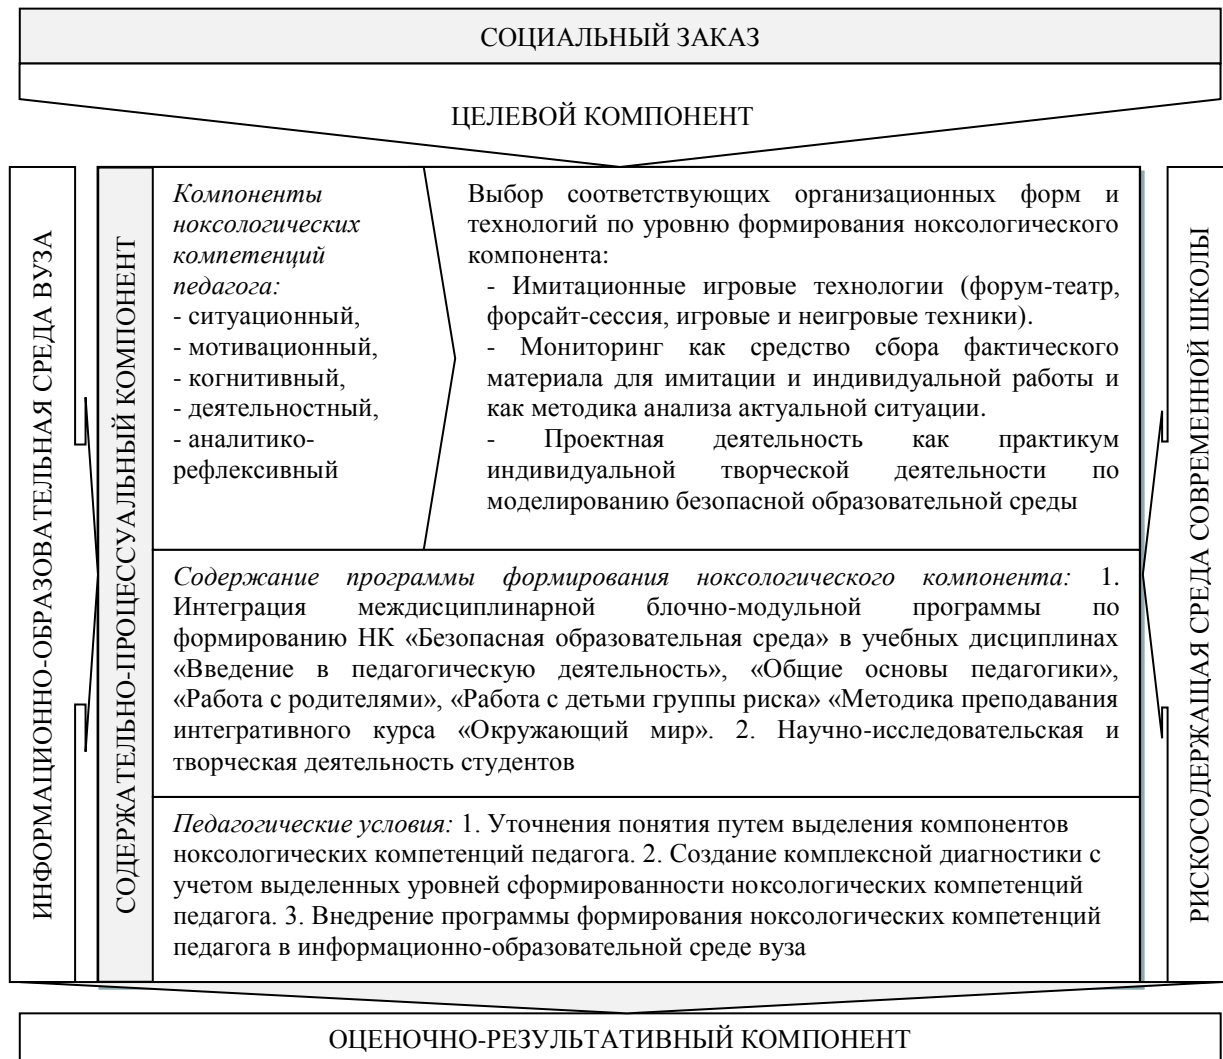 СОЦИАЛЬНЫЙ ЗАКАЗ
ЦЕЛЕВОЙ КОМПОНЕНТ
ИНФОРМАЦИОННО-ОБРАЗОВАТЕЛЬНАЯ СРЕДА ВУЗА
СОДЕРЖАТЕЛЬНО-ПРОЦЕССУАЛЬНЫЙ КОМПОНЕНТ
Компоненты
ноксологических
компетенций
педагога:
- ситуационный,
- мотивационный,
- когнитивный,
- деятельностный,
- аналитико-
рефлексивный
Выбор соответствующих организационных форм и
технологий по уровню формирования ноксологического
компонента:
- Имитационные игровые технологии (форум-театр,
форсайт-сессия, игровые и неигровые техники).
- Мониторинг как средство сбора фактического
материала для имитации и индивидуальной работы и
как методика анализа актуальной ситуации.
- Проектная деятельность как практикум
индивидуальной творческой деятельности по
моделированию безопасной образовательной среды
Содержание программы формирования ноксологического компонента: 1.
Интеграция междисциплинарной блочно-модульной программы по
формированию НК «Безопасная образовательная среда» в учебных дисциплинах
«Введение в педагогическую деятельность», «Общие основы педагогики»,
«Работа с родителями», «Работа с детьми группы риска» «Методика преподавания
интегративного курса «Окружающий мир». 2. Научно-исследовательская и
творческая деятельность студентов
Педагогические условия: 1. Уточнения понятия путем выделения компонентов
ноксологических компетенций педагога. 2. Создание комплексной диагностики с
учетом выделенных уровней сформированности ноксологических компетенций
педагога. 3. Внедрение программы формирования ноксологических компетенций
педагога в информационно-образовательной среде вуза
РИСКОСОДЕРЖАЩАЯ СРЕДА СОВРЕМЕННОЙ ШКОЛЫ
ОЦЕНОЧНО-РЕЗУЛЬТАТИВНЫЙ КОМПОНЕНТ